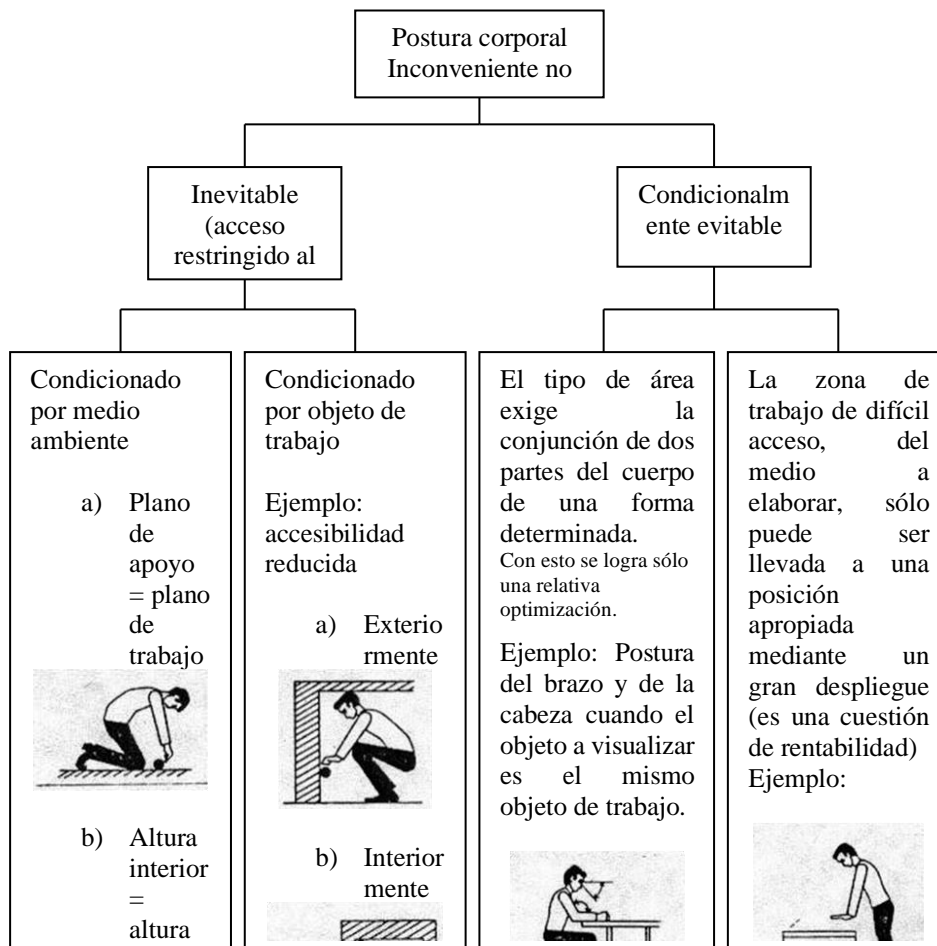 Postura corporal
Inconveniente no
Inevitable
(acceso
restringido al
Condicionalm
ente evitable
Condicionado
por medio
ambiente
a) Plano
de
apoyo
= plano
de
trabajo
b) Altura
interior
=
altura
Condicionado
por objeto de
trabajo
Ejemplo:
accesibilidad
reducida
a) Exterio
rmente
b) Interior
mente
El tipo de área
exige la
conjunción de dos
partes del cuerpo
de una forma
determinada.
Con esto se logra sólo
una relativa
optimización.
Ejemplo: Postura
del brazo y de la
cabeza cuando el
objeto a visualizar
es el mismo
objeto de trabajo.
La zona de
trabajo de difícil
acceso, del
medio a
elaborar, sólo
puede ser
llevada a una
posición
apropiada
mediante un
gran despliegue
(es una cuestión
de rentabilidad)
Ejemplo: